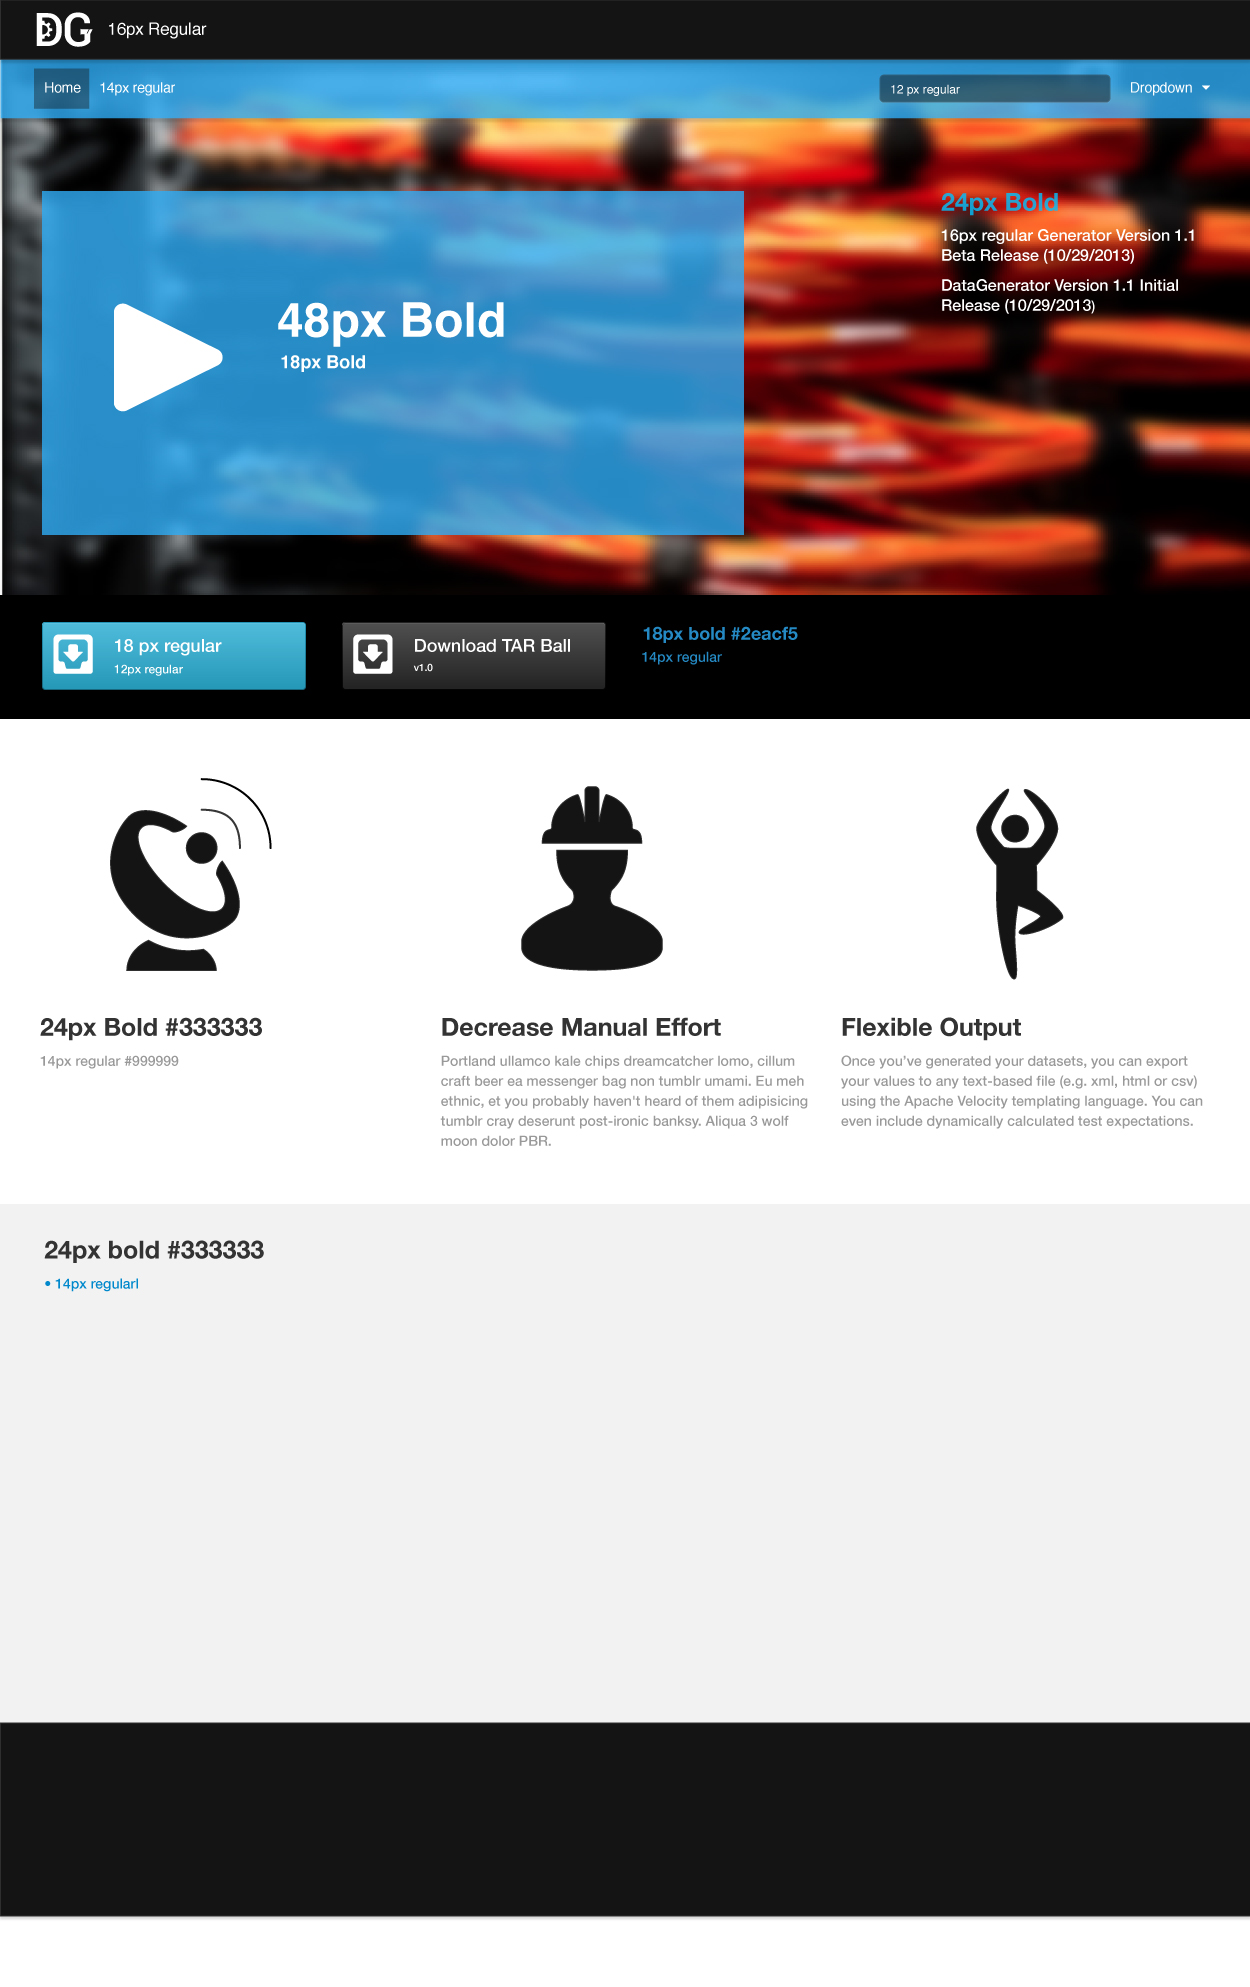 DG 16px Regular
Home 14px regular 12 px regular Dropdown
24px Bold
16px regular Generator Version 1.1
Beta Release (10/29/2013)
DataGenerator Version 1.1 Initial
Release (10/29/2013)
48px Bold
18px Bold
18 px regular
12px regular
Download TAR Ball
v1.0
18px bold #2eacf5
14px regular
24px Bold #333333
14px regular #999999
Decrease Manual Effort
Portland ullamco kale chips dreamcatcher lomo, cillum
craft beer ea messenger bag non tumblr umami. Eu meh
ethnic, et you probably haven't heard of them adipisicing
tumblr cray deserunt post-ironic banksy. Aliqua 3 wolf
moon dolor PBR.
Flexible Output
Once you’ve generated your datasets, you can export
your values to any text-based file (e.g. xml, html or csv)
using the Apache Velocity templating language. You can
even include dynamically calculated test expectations.
24px bold #333333
• 14px regularl